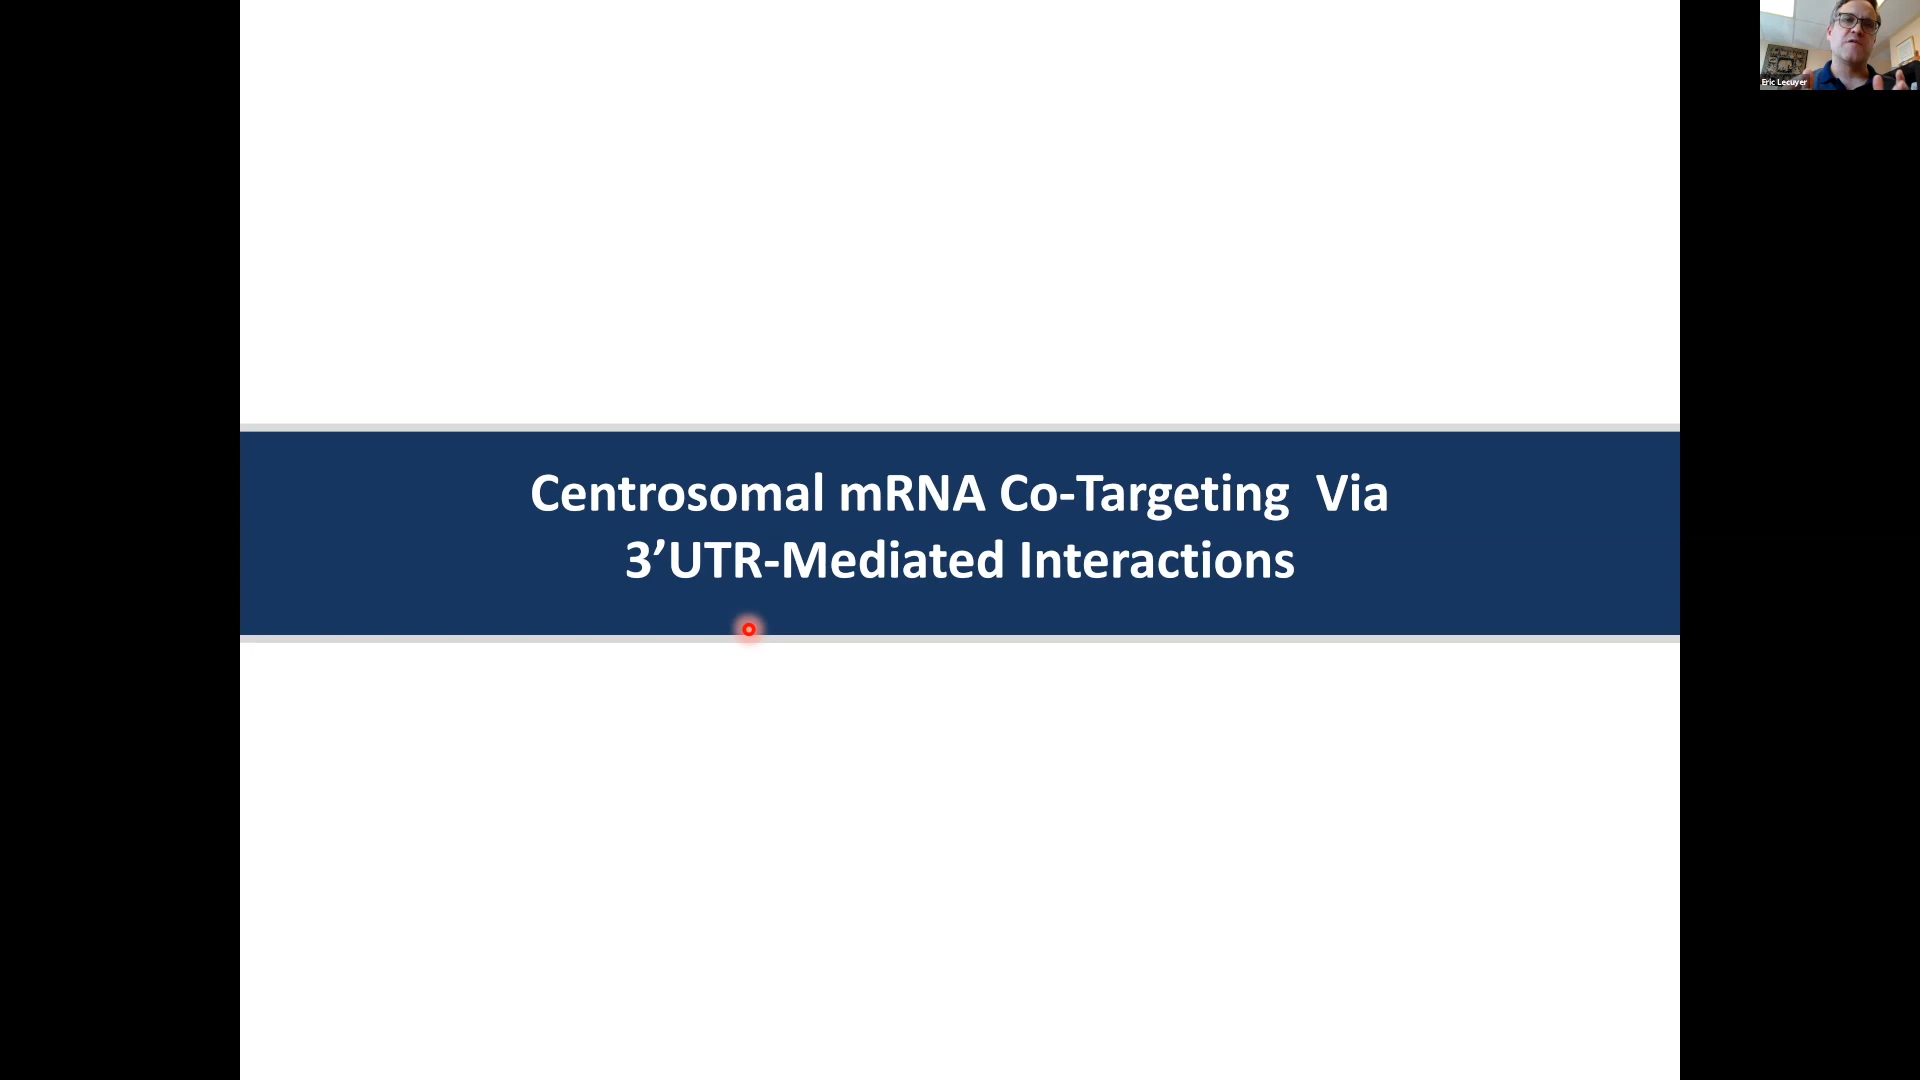 Eric Lecuyer
Centrosomal mRNA Co-Targeting  Via
3’UTR-Mediated Interactions